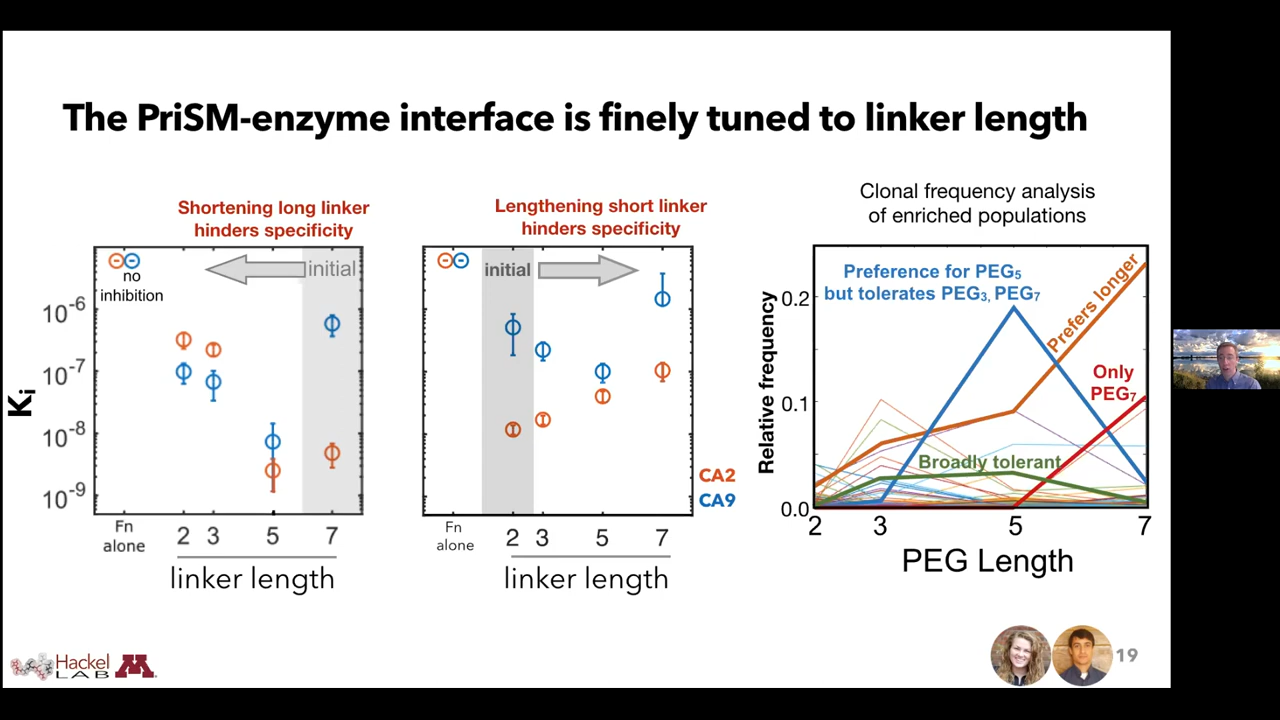 The PriSM-enzyme interface is finely tuned to linker length
Shortening long linker
hinders specificity
initial
no
inhibition
Ki
10-6
10-7
10-8
10-9
Fn
alone
2
3
5
7
linker length
Lengthening short linker
hinders specificity
initial
CA2
CA9
Fn
alone
2
3
5
7
linker length
Clonal frequency analysis
of enriched populations
Preference for PEG5
but tolerates PEG3, PEG7
Prefers longer
Only
PEG7
Broadly tolerant
Relative frequency
0.2
0.1
0.0
2
3
5
7
PEG Length
Hackel
LAB
M
19